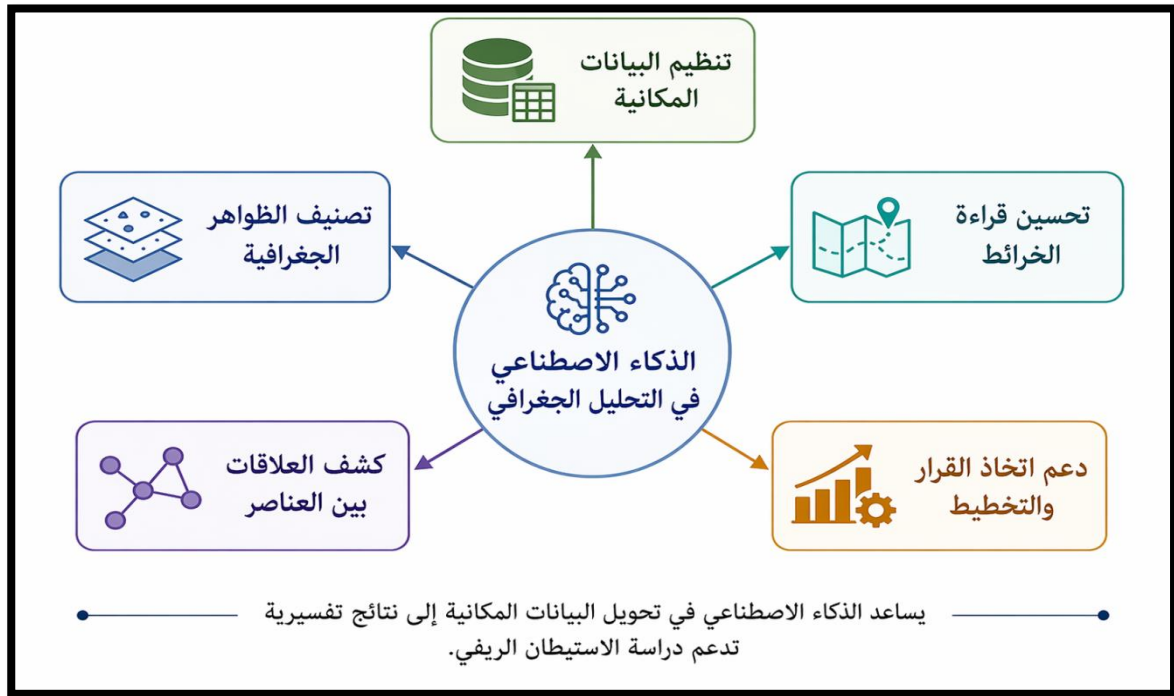 تنظيم البيانات
المكانية
تحسين قراءة
الخرائط
تصنيف الظواهر
الجغرافية
الذكاء الاصطناعي
في التحليل الجغرافي
دعم اتخاذ القرار
والتخطيط
كشف العلاقات
بين العناصر
يساعد الذكاء الاصطناعي في تحويل البيانات المكانية إلى نتائج تفسيرية
تدعم دراسة الاستيطان الريفي.